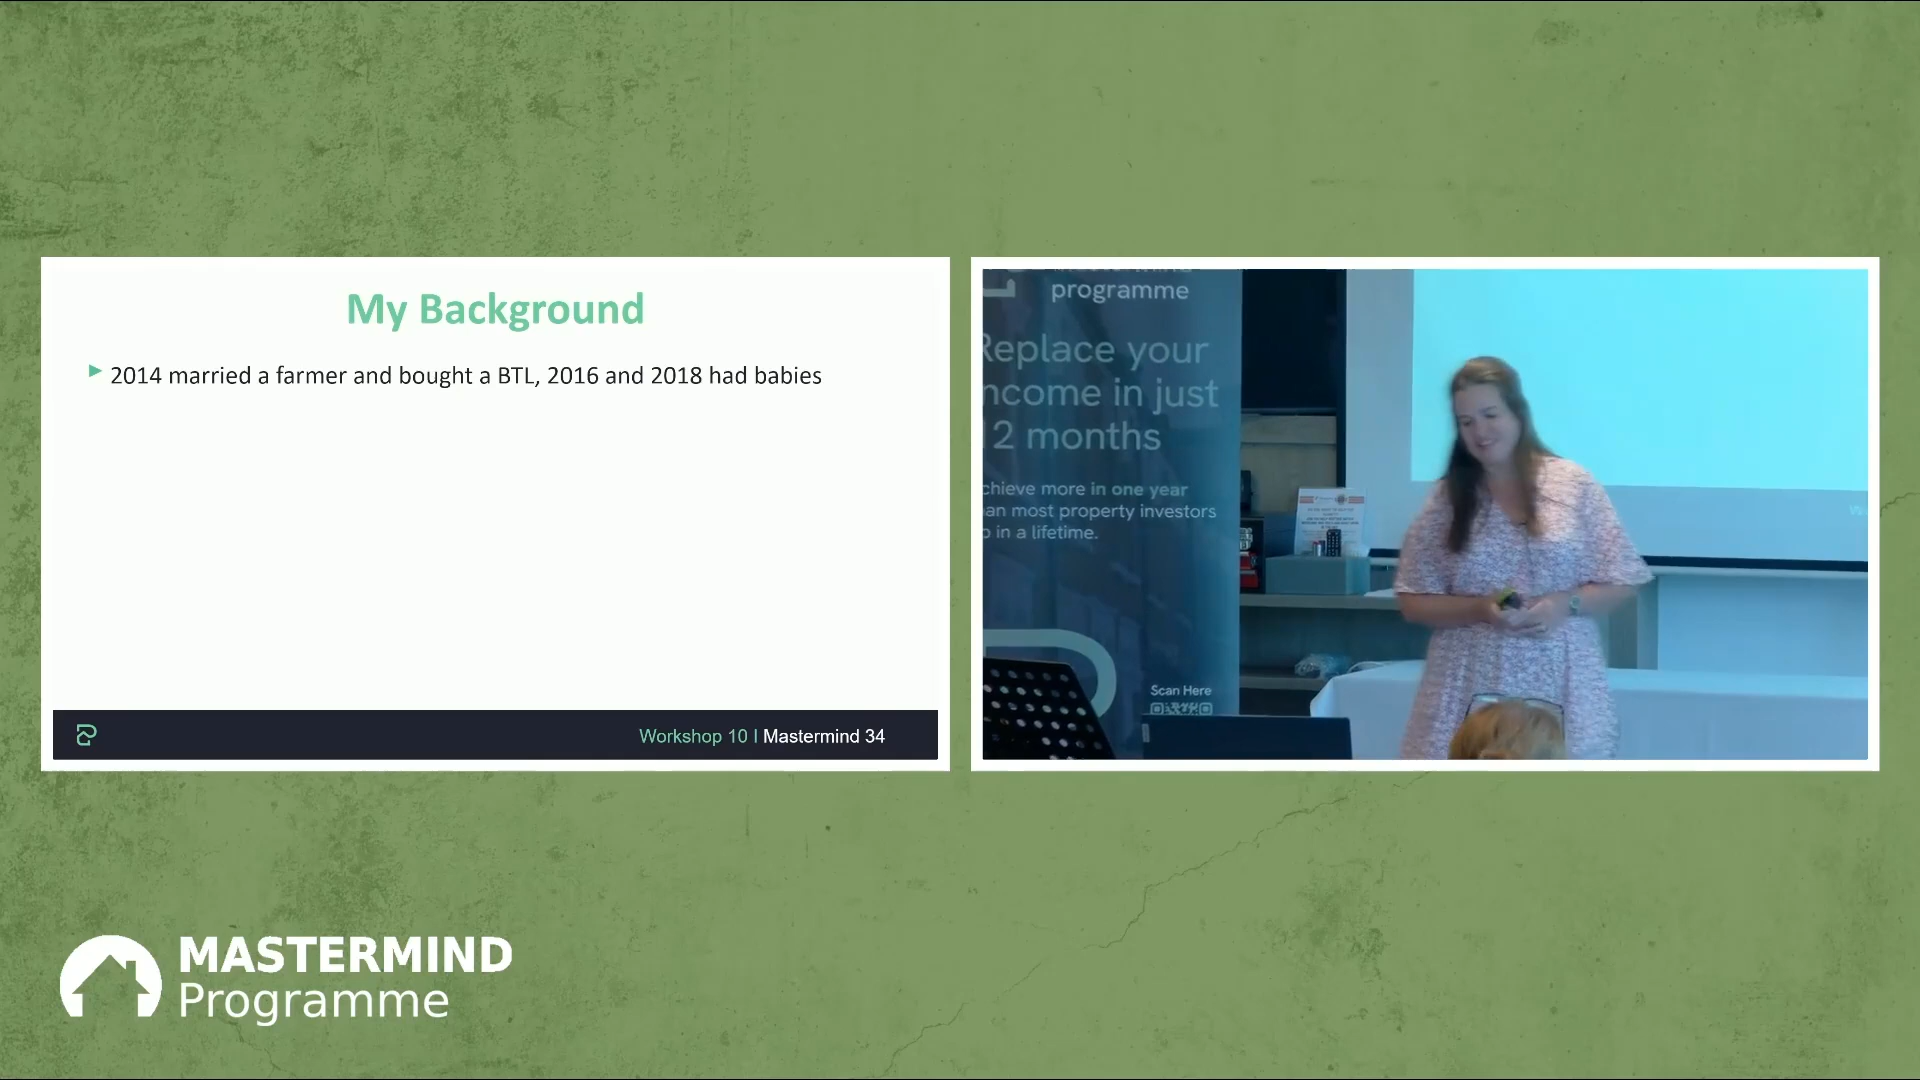 My Background
2014 married a farmer and bought a BTL, 2016 and 2018 had babies
Workshop 10 | Mastermind 34
programme
Replace your
ncome in just
12 months
chieve more in one year
an most property investors
o in a lifetime.
Scan Here
MASTERMIND
Programme